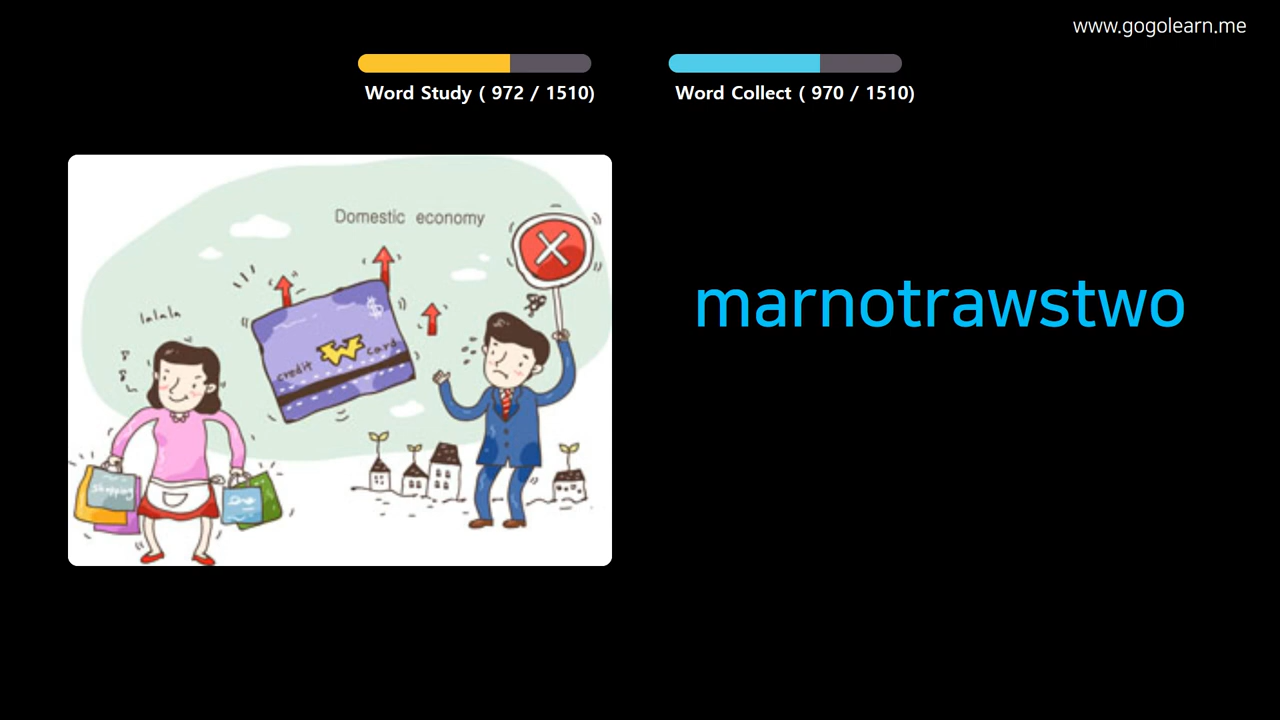 www.gogolearn.me
Word Study ( 972 / 1510)
Word Collect ( 970 / 1510)
Domestic economy
$
lalala
credit W card
shopping
marnotrawstwo